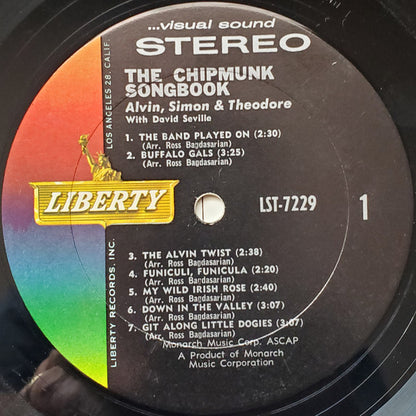 ...visual sound
STEREO
THE CHIPMUNK
SONGBOOK
Alvin, Simon & Theodore
With David Seville
1. THE BAND PLAYED ON (2:30)
(Arr. Ross Bagdasarian)
2. BUFFALO GALS (3:25)
(Arr. Ross Bagdasarian)
LIBERTY
LST-7229
1
3. THE ALVIN TWIST (2:38)
(Arr. Ross Bagdasarian)
4. FUNICULI, FUNICULA (2:20)
(Arr. Ross Bagdasarian)
5. MY WILD IRISH ROSE (2:40)
(Arr. Ross Bagdasarian)
6. DOWN IN THE VALLEY (3:07)
(Arr. Ross Bagdasarian)
7. GIT ALONG LITTLE DOGIES (3:07)
(Arr. Ross Bagdasarian)
Monarch Music Corp. ASCAP
A Product of Monarch
Music Corporation
LIBERTY RECORDS, INC.
LOS ANGELES 28, CALIF.